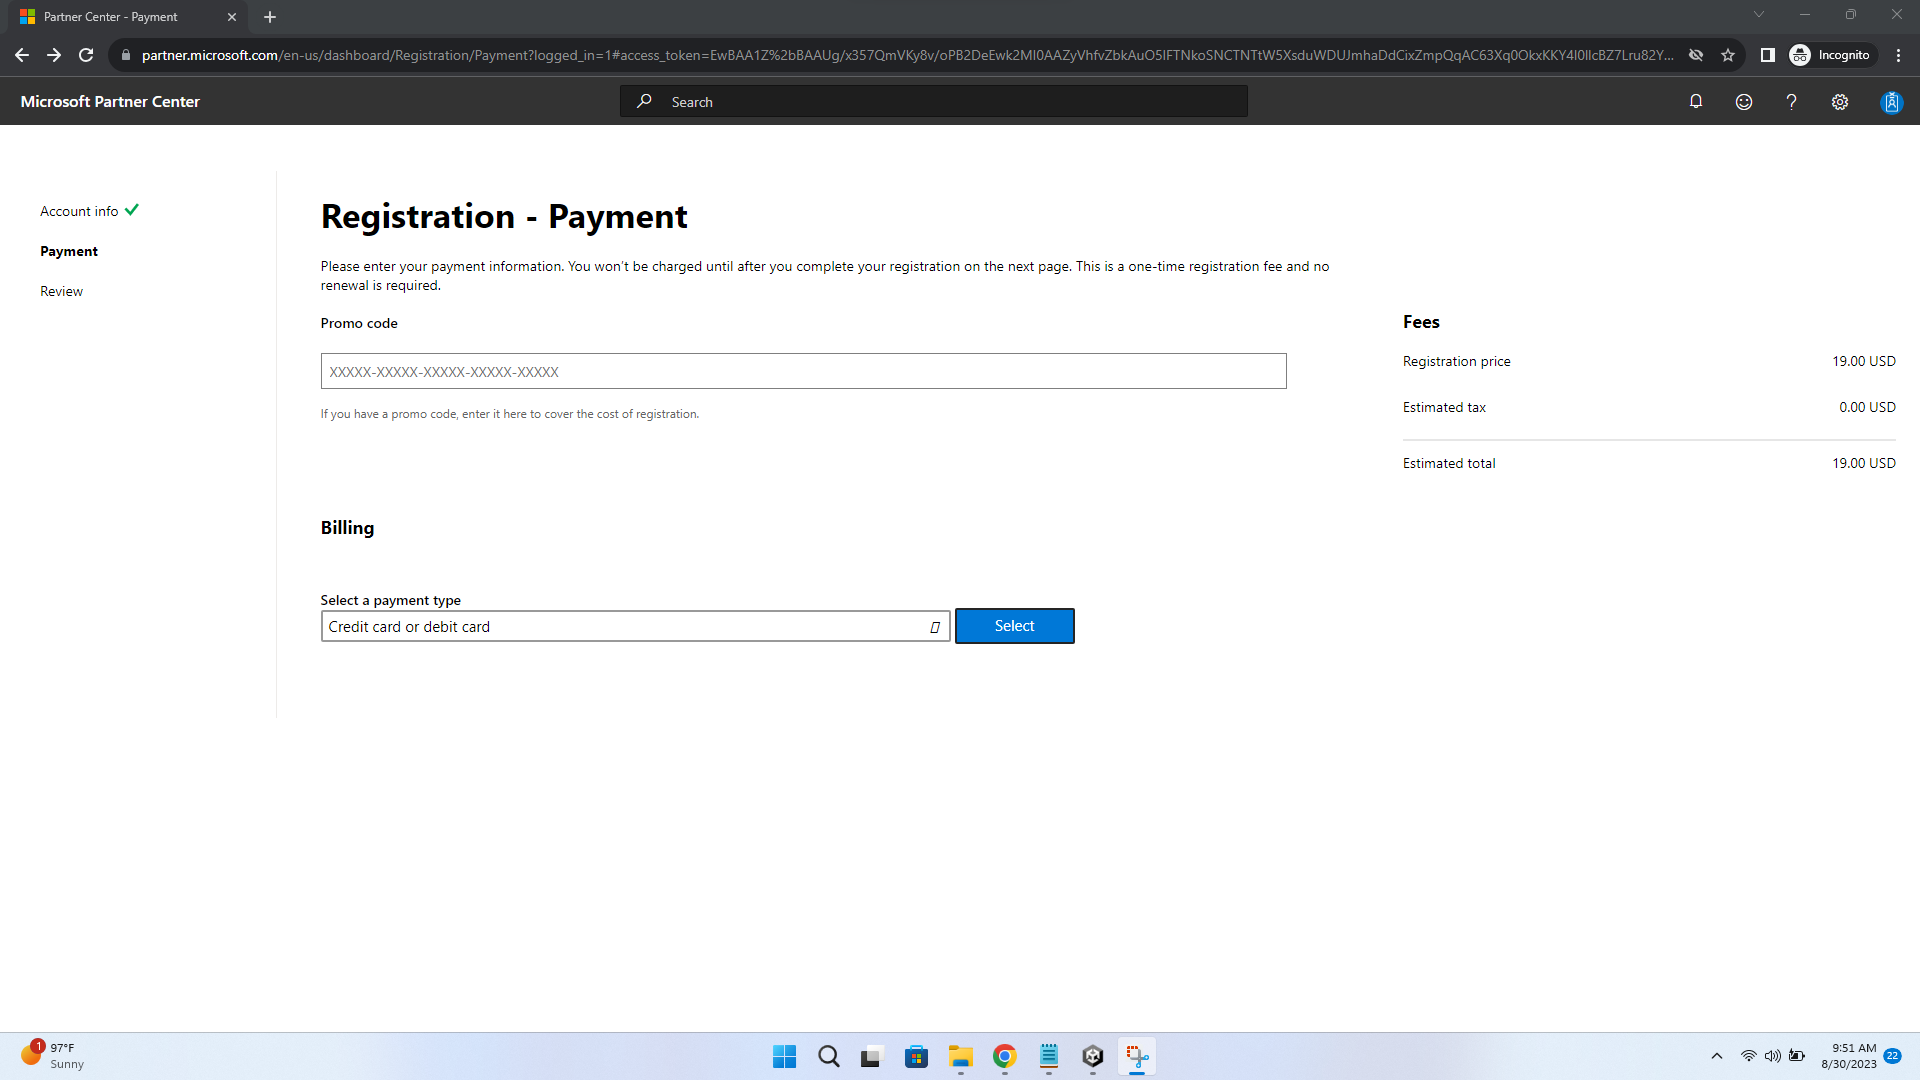 Partner Center - Payment
partner.microsoft.com/en-us/dashboard/Registration/Payment?logged_in=1#access_token=EwBAA1Z%2bBAAUg/x357QmVKy8v/oPB2DeEwk2MI0AAZyVhfvZbkAuO5IFTNkoSNCTNTtW5XsduWDUJmhaDdCixZmpQqAC63Xq0OkxKKY4I0llcBZ7Lru82Y...
Incognito
Microsoft Partner Center
Search
Account info
Payment
Review
Registration - Payment
Please enter your payment information. You won't be charged until after you complete your registration on the next page. This is a one-time registration fee and no
renewal is required.
Promo code
XXXXX-XXXXX-XXXXX-XXXXX-XXXXX
If you have a promo code, enter it here to cover the cost of registration.
Fees
Registration price 19.00 USD
Estimated tax 0.00 USD
Estimated total 19.00 USD
Billing
Select a payment type
Credit card or debit card
Select
1
97°F
Sunny
9:51 AM
8/30/2023
22